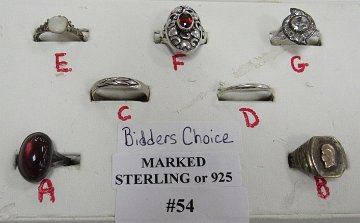 E. F G
C D
Bidders Choice
A MARKED B
STERLING or 925
#54